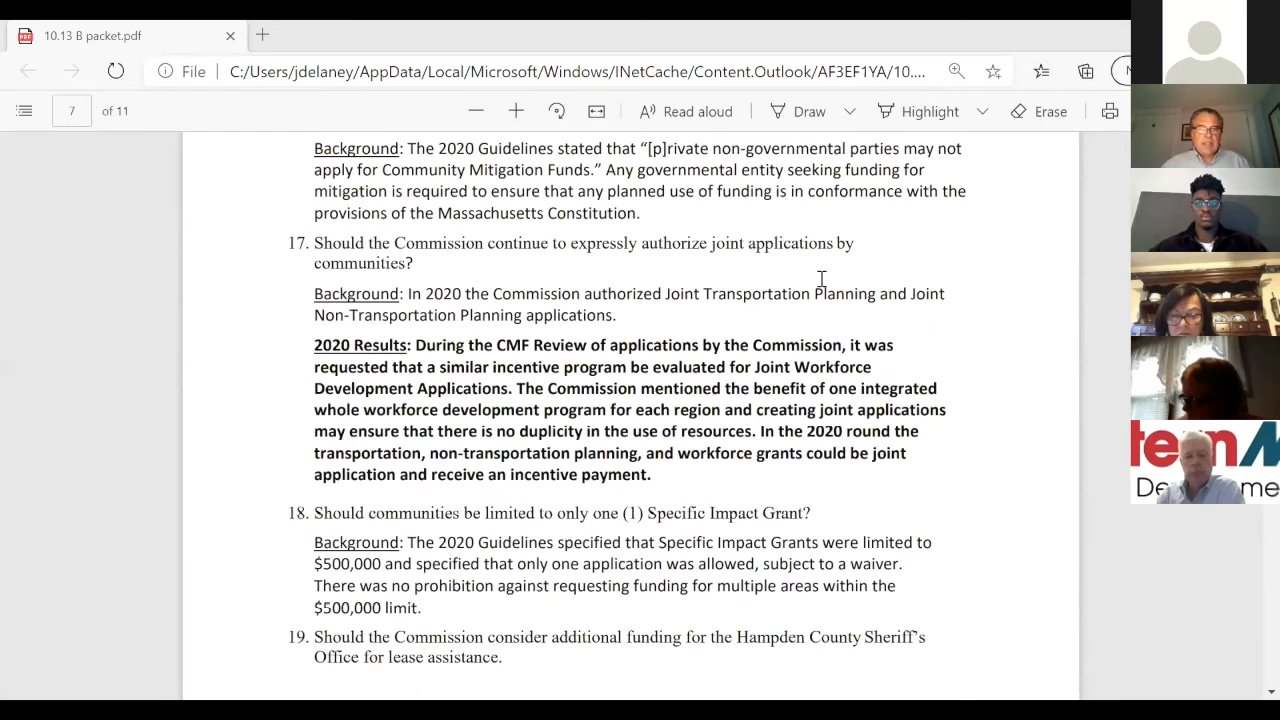 10.13 B packet.pdf
File C:/Users/jdelaney/AppData/Local/Microsoft/Windows/INetCache/Content.Outlook/AF3EF1YA/10....
7 of 11 Read aloud Draw Highlight Erase
Background: The 2020 Guidelines stated that “[p]rivate non-governmental parties may not
apply for Community Mitigation Funds.” Any governmental entity seeking funding for
mitigation is required to ensure that any planned use of funding is in conformance with the
provisions of the Massachusetts Constitution.
17. Should the Commission continue to expressly authorize joint applications by
communities?
Background: In 2020 the Commission authorized Joint Transportation Planning and Joint
Non-Transportation Planning applications.
2020 Results: During the CMF Review of applications by the Commission, it was
requested that a similar incentive program be evaluated for Joint Workforce
Development Applications. The Commission mentioned the benefit of one integrated
whole workforce development program for each region and creating joint applications
may ensure that there is no duplicity in the use of resources. In the 2020 round the
transportation, non-transportation planning, and workforce grants could be joint
application and receive an incentive payment.
18. Should communities be limited to only one (1) Specific Impact Grant?
Background: The 2020 Guidelines specified that Specific Impact Grants were limited to
$500,000 and specified that only one application was allowed, subject to a waiver.
There was no prohibition against requesting funding for multiple areas within the
$500,000 limit.
19. Should the Commission consider additional funding for the Hampden County Sheriff’s
Office for lease assistance.